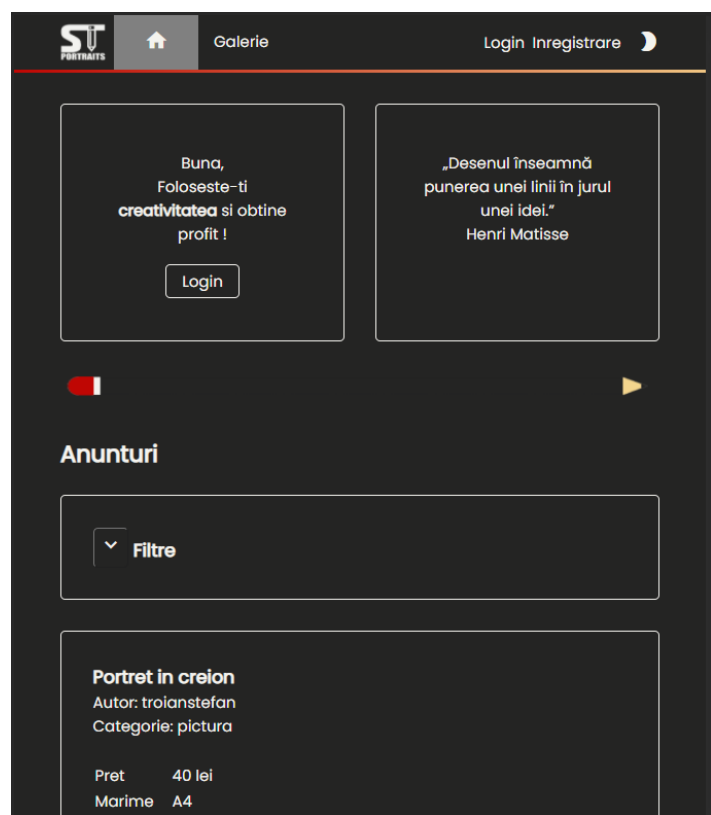 ST
PORTRAITS
Galerie
Login Inregistrare
Buna,
Foloseste-ti
creativitatea si obtine
profit !
Login
„Desenul înseamnă
punerea unei linii în jurul
unei idei.”
Henri Matisse
Anunturi
Filtre
Portret in creion
Autor: troianstefan
Categorie: pictura
Pret 40 lei
Marime A4